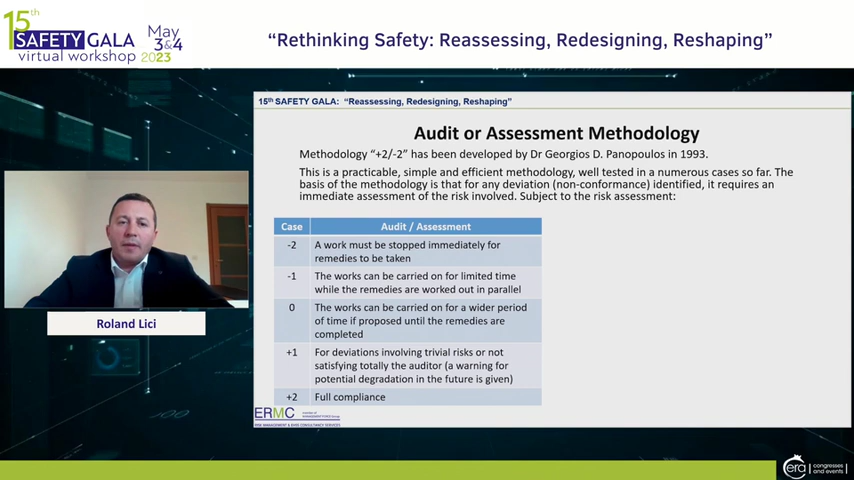 15th
SAFETY GALA
virtual workshop
May
3&4
2023
“Rethinking Safety: Reassessing, Redesigning, Reshaping”
15th SAFETY GALA: “Reassessing, Redesigning, Reshaping”
Audit or Assessment Methodology
Methodology “+2/-2” has been developed by Dr Georgios D. Panopoulos in 1993.
This is a practicable, simple and efficient methodology, well tested in a numerous cases so far. The
basis of the methodology is that for any deviation (non-conformance) identified, it requires an
immediate assessment of the risk involved. Subject to the risk assessment:
Case Audit / Assessment
-2 A work must be stopped immediately for
remedies to be taken
-1 The works can be carried on for limited time
while the remedies are worked out in parallel
0 The works can be carried on for a wider period
of time if proposed until the remedies are
completed
+1 For deviations involving trivial risks or not
satisfying totally the auditor (a warning for
potential degradation in the future is given)
+2 Full compliance
Roland Lici
ERMC
era congresses
and events